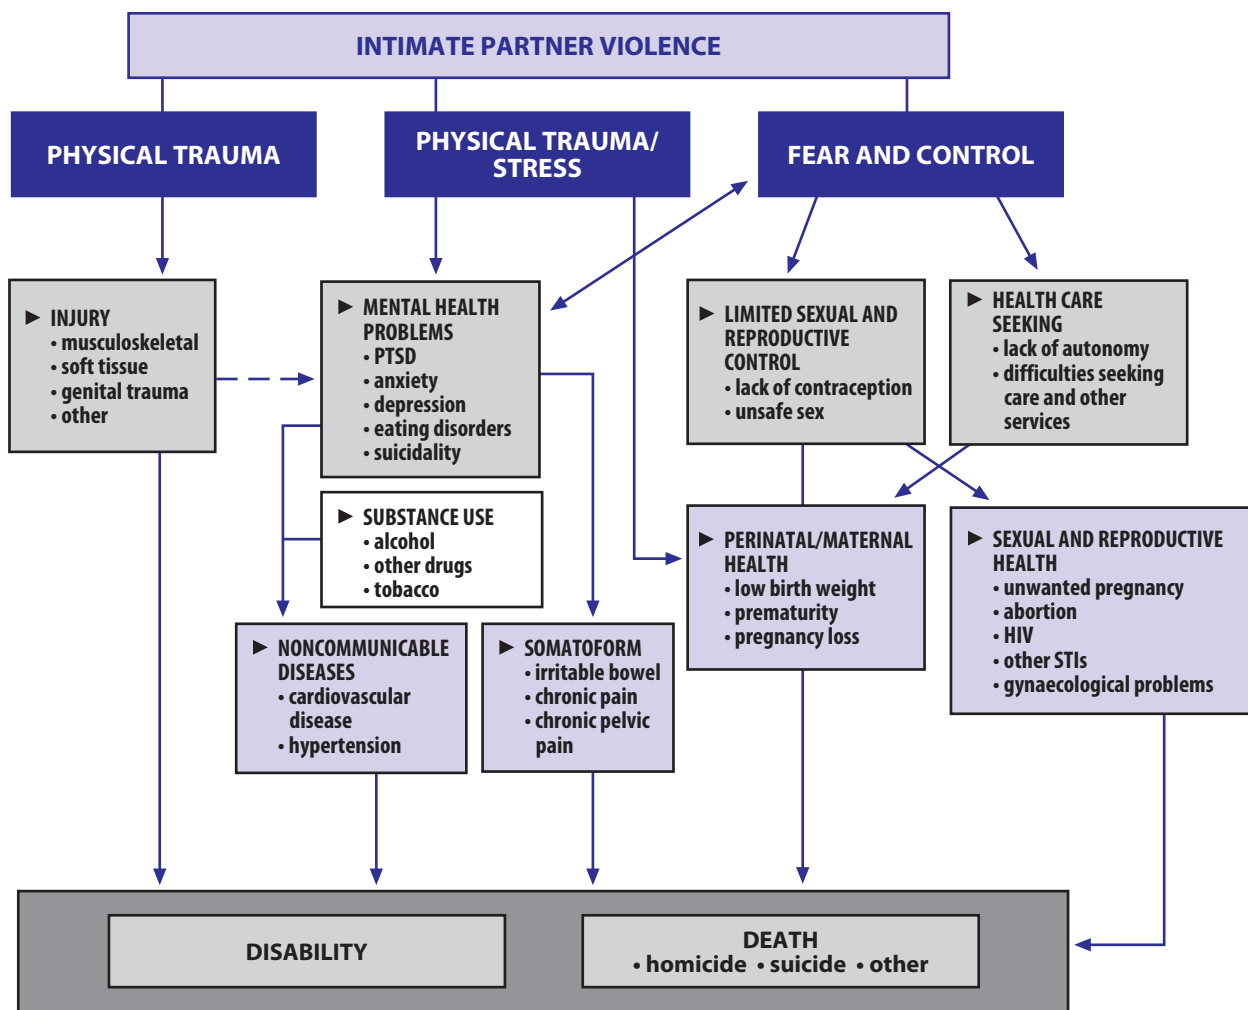 INTIMATE PARTNER VIOLENCE
PHYSICAL TRAUMA
PHYSICAL TRAUMA/
STRESS
FEAR AND CONTROL
► INJURY
• musculoskeletal
• soft tissue
• genital trauma
• other
► MENTAL HEALTH
PROBLEMS
• PTSD
• anxiety
• depression
• eating disorders
• suicidality
► LIMITED SEXUAL AND
REPRODUCTIVE
CONTROL
• lack of contraception
• unsafe sex
► HEALTH CARE
SEEKING
• lack of autonomy
• difficulties seeking
care and other
services
► SUBSTANCE USE
• alcohol
• other drugs
• tobacco
► PERINATAL/MATERNAL
HEALTH
• low birth weight
• prematurity
• pregnancy loss
► SEXUAL AND REPRODUCTIVE
HEALTH
• unwanted pregnancy
• abortion
• HIV
• other STIs
• gynaecological problems
► NONCOMMUNICABLE
DISEASES
• cardiovascular
disease
• hypertension
► SOMATOFORM
• irritable bowel
• chronic pain
• chronic pelvic
pain
DISABILITY
DEATH
• homicide • suicide • other